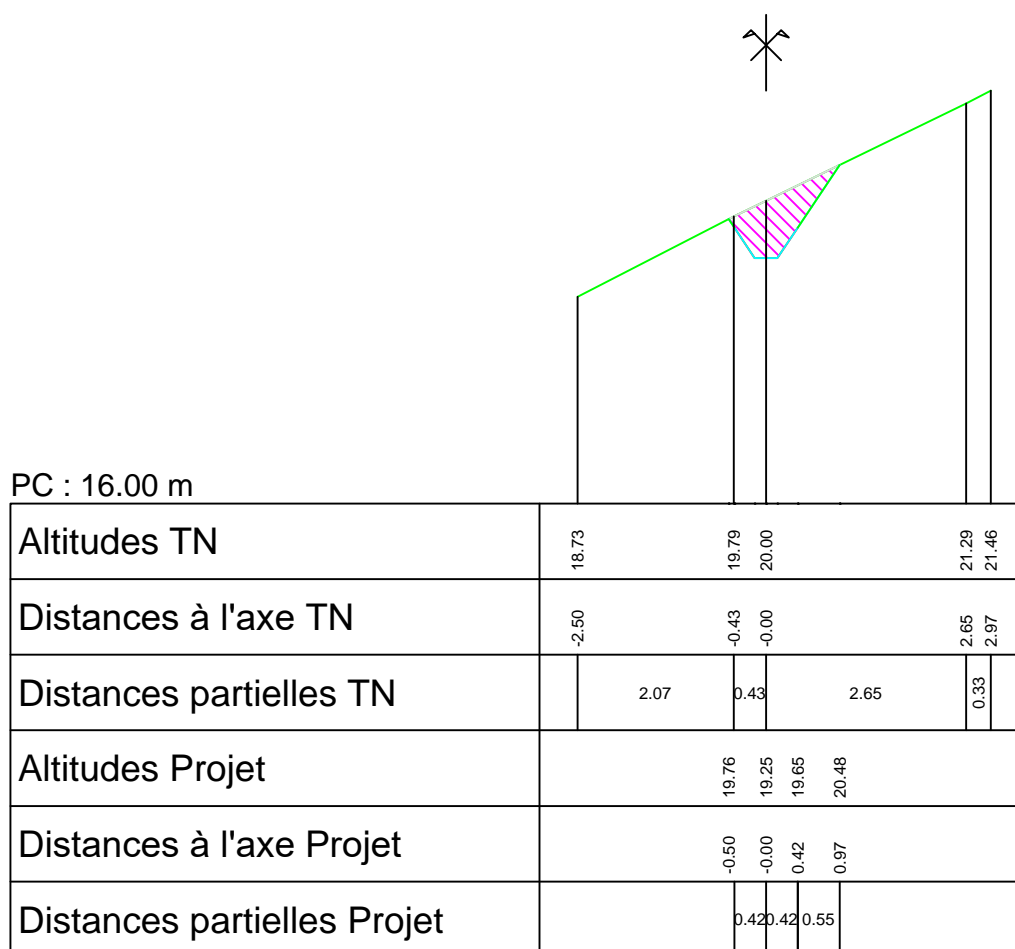 PC : 16.00 m
Altitudes TN 18.73 19.79 20.00 21.29 21.46
Distances à l'axe TN -2.50 -0.43 -0.00 2.65 2.97
Distances partielles TN 2.07 0.43 2.65 0.33
Altitudes Projet 19.76 19.25 19.65 20.48
Distances à l'axe Projet -0.50 -0.00 0.42 0.97
Distances partielles Projet 0.42 0.42 0.55